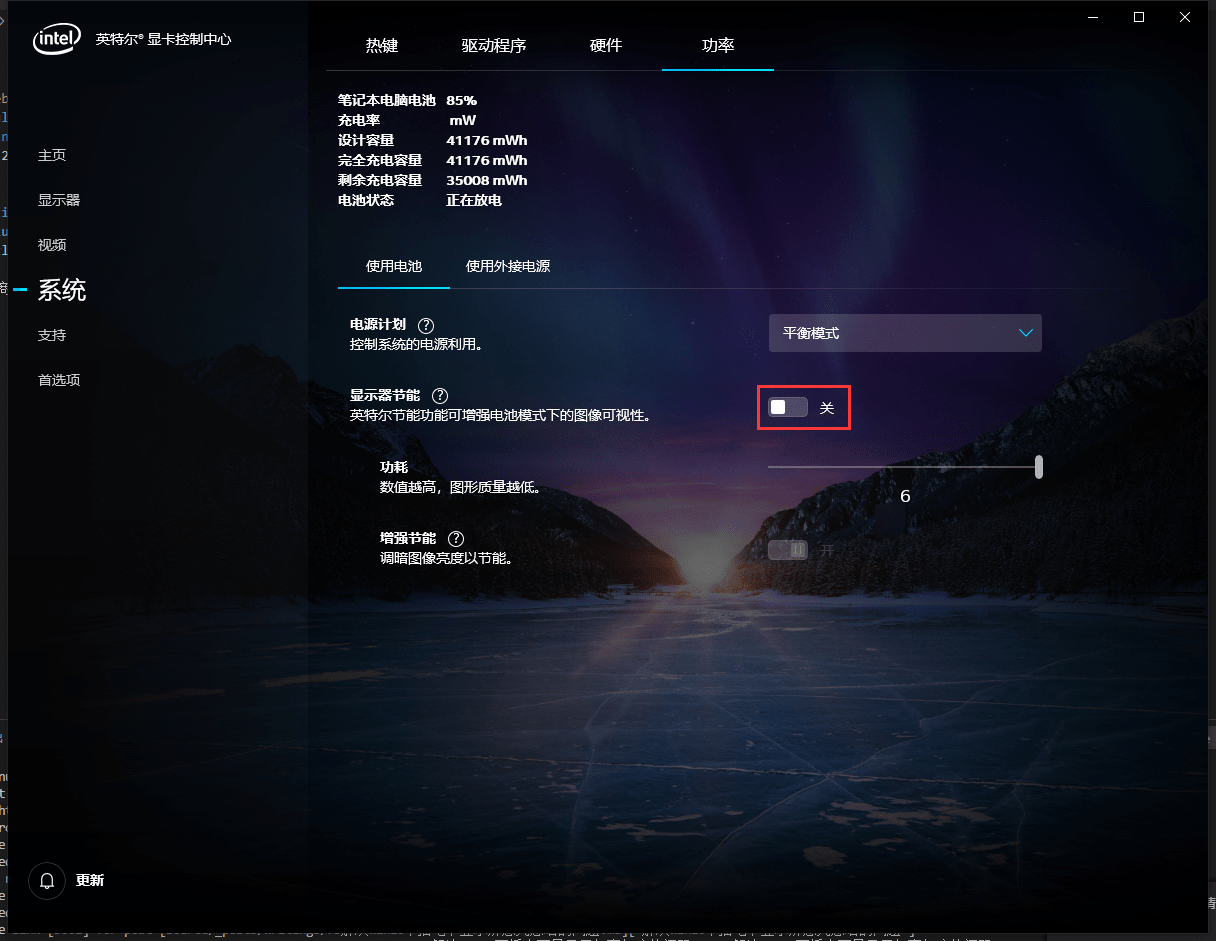 intel 英特尔® 显卡控制中心
热键 驱动程序 硬件 功率
笔记本电脑电池 85%
充电率 mW
设计容量 41176 mWh
完全充电容量 41176 mWh
剩余充电容量 35008 mWh
电池状态 正在放电
主页
显示器
视频
系统
支持
首选项
使用电池 使用外接电源
电源计划 ?
控制系统的电源利用。
平衡模式
显示器节能 ?
英特尔节能功能可增强电池模式下的图像可视性。
关
功耗
数值越高，图形质量越低。
6
增强节能 ?
调暗图像亮度以节能。
开
更新